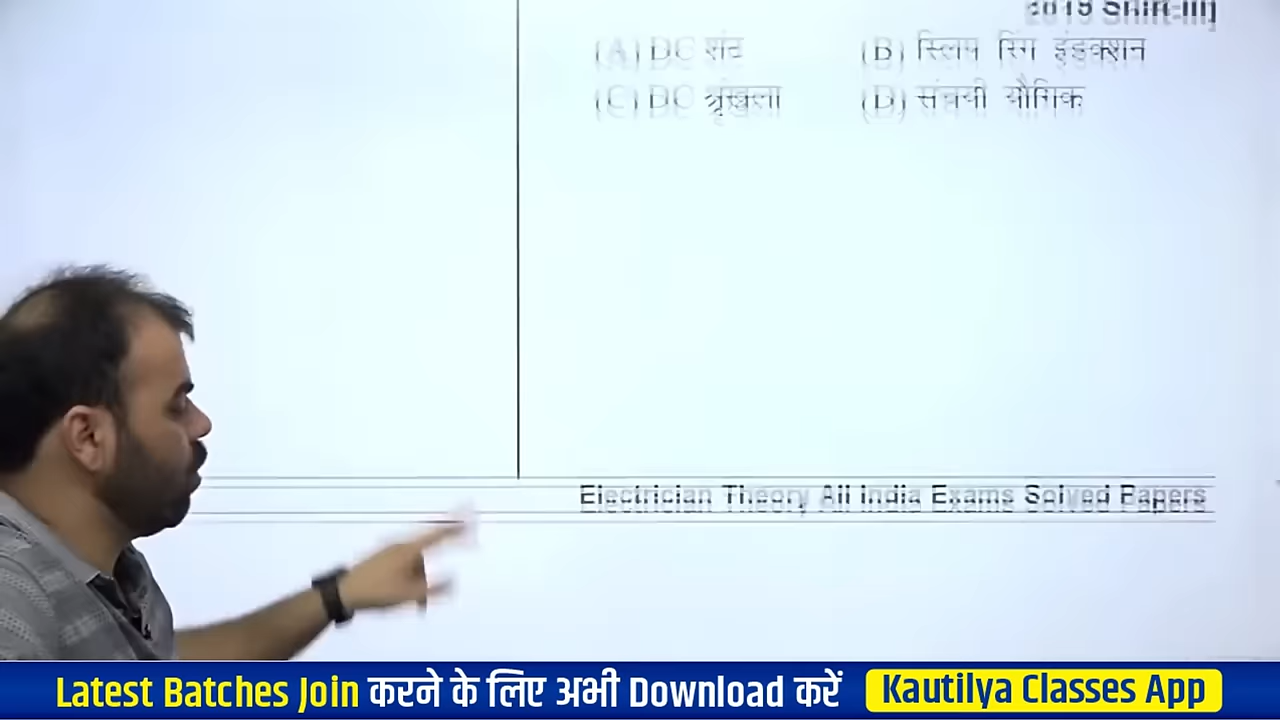 2019 Shift-III]
(A) DC शंट (B) स्लिप रिंग इंडक्शन
(C) DC श्रृंखला (D) संचयी यौगिक
Electrician Theory All India Exams Solved Papers
Latest Batches Join करने के लिए अभी Download करें Kautilya Classes App